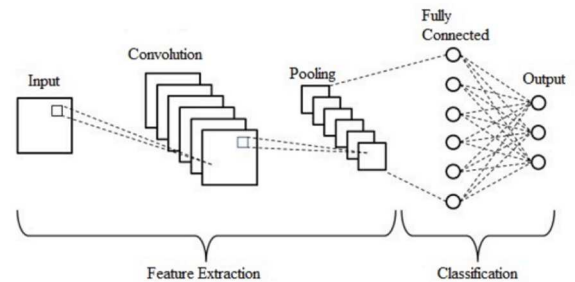 Fully
Connected
Convolution
Input
Pooling
Output
Feature Extraction
Classification